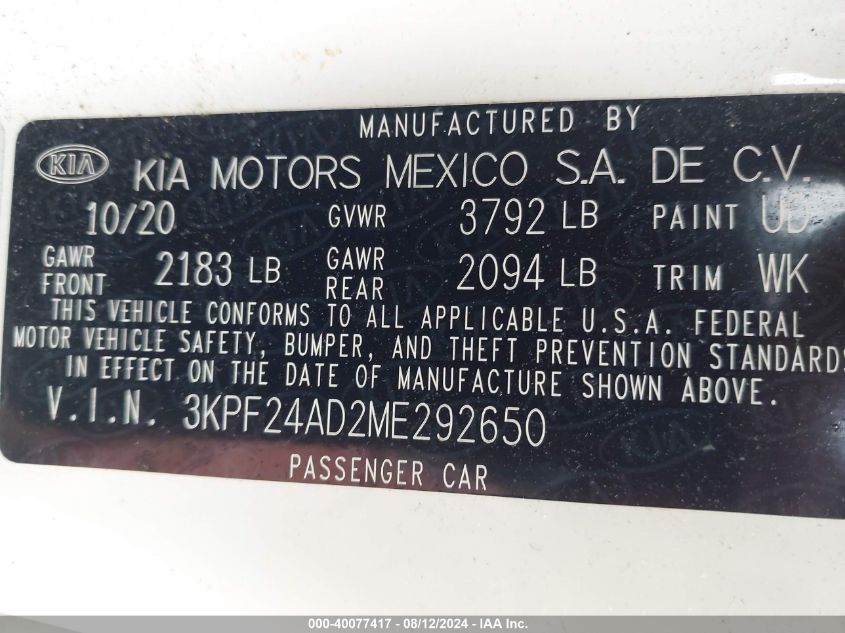 MANUFACTURED BY
KIA KIA MOTORS MEXICO S.A. DE C.V.
10/20 GVWR 3792 LB PAINT UD
GAWR FRONT 2183 LB GAWR REAR 2094 LB TRIM WK
THIS VEHICLE CONFORMS TO ALL APPLICABLE U.S.A. FEDERAL
MOTOR VEHICLE SAFETY, BUMPER, AND THEFT PREVENTION STANDARDS
IN EFFECT ON THE DATE OF MANUFACTURE SHOWN ABOVE.
V.I.N. 3KPF24AD2ME292650
PASSENGER CAR
000-40077417 - 08/12/2024 - IAA Inc.